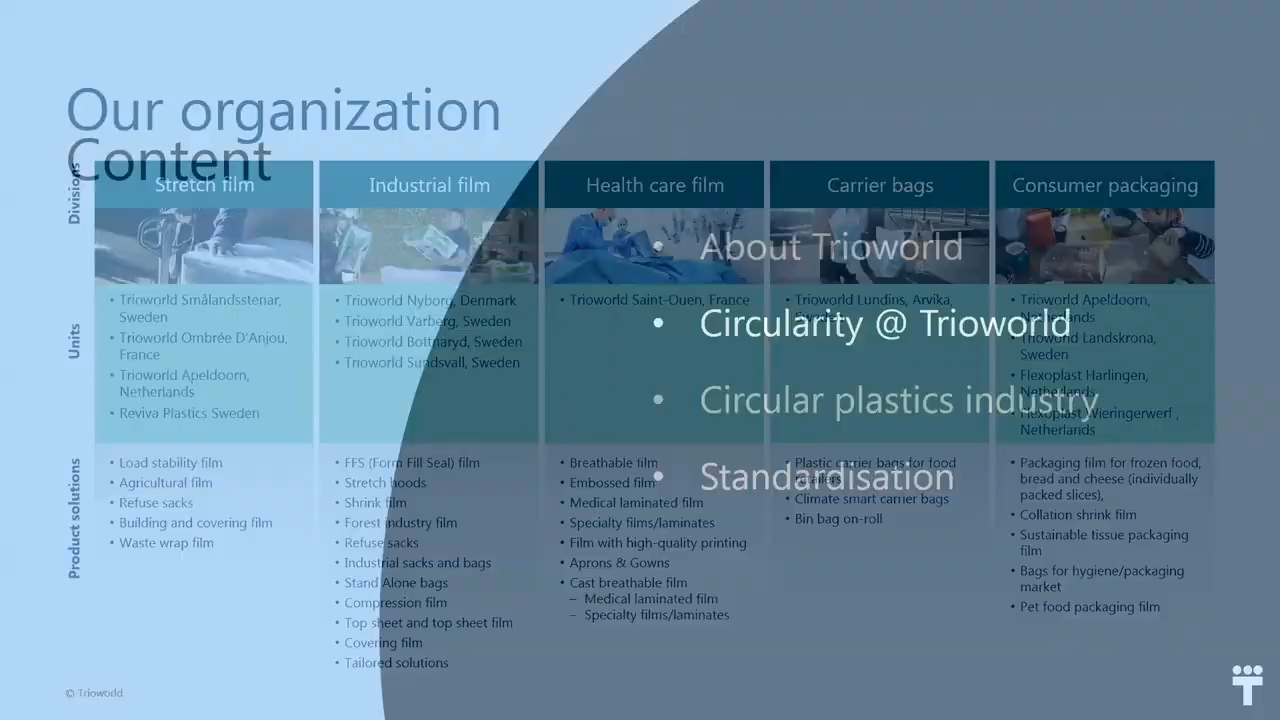 Our organization
Content
Divisions
Stretch film
Industrial film
Health care film
Carrier bags
Consumer packaging
• About Trioworld
• Circularity @ Trioworld
• Circular plastics industry
• Standardisation
Units
• Trioworld Smålandsstenar,
Sweden
• Trioworld Ombrée D'Anjou,
France
• Trioworld Apeldoorn,
Netherlands
• Reviva Plastics Sweden
• Trioworld Nyborg, Denmark
• Trioworld Varberg, Sweden
• Trioworld Bottnaryd, Sweden
• Trioworld Sundsvall, Sweden
• Trioworld Saint-Ouen, France
• Trioworld Lundins, Arvika,
• Trioworld Apeldoorn,
Netherlands
• Trioworld Landskrona,
Sweden
• Flexoplast Harlingen,
Netherlands
• Flexoplast Wieringerwerf ,
Netherlands
Product solutions
• Load stability film
• Agricultural film
• Refuse sacks
• Building and covering film
• Waste wrap film
• FFS (Form Fill Seal) film
• Stretch hoods
• Shrink film
• Forest industry film
• Refuse sacks
• Industrial sacks and bags
• Stand Alone bags
• Compression film
• Top sheet and top sheet film
• Covering film
• Tailored solutions
• Breathable film
• Embossed film
• Medical laminated film
• Specialty films/laminates
• Film with high-quality printing
• Aprons & Gowns
• Cast breathable film
– Medical laminated film
– Specialty films/laminates
• Plastic carrier bags for food
retailers
• Climate smart carrier bags
• Bin bag on-roll
• Packaging film for frozen food,
bread and cheese (individually
packed slices),
• Collation shrink film
• Sustainable tissue packaging
film
• Bags for hygiene/packaging
market
• Pet food packaging film
© Trioworld